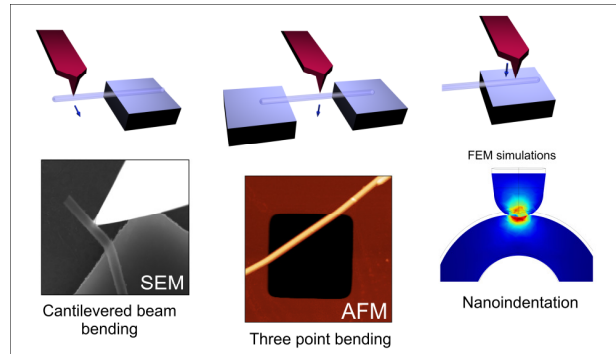 FEM simulations
SEM
AFM
Cantilevered beam
bending
Three point bending
Nanoindentation